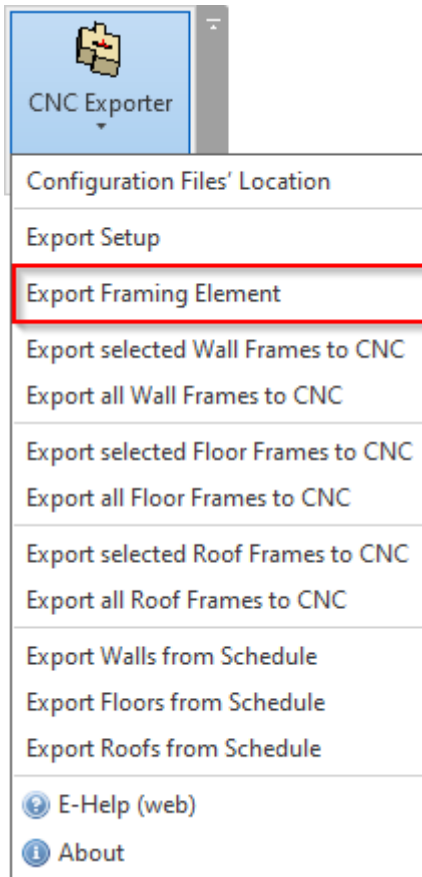 CNC Exporter
Configuration Files' Location
Export Setup
Export Framing Element
Export selected Wall Frames to CNC
Export all Wall Frames to CNC
Export selected Floor Frames to CNC
Export all Floor Frames to CNC
Export selected Roof Frames to CNC
Export all Roof Frames to CNC
Export Walls from Schedule
Export Floors from Schedule
Export Roofs from Schedule
E-Help (web)
About